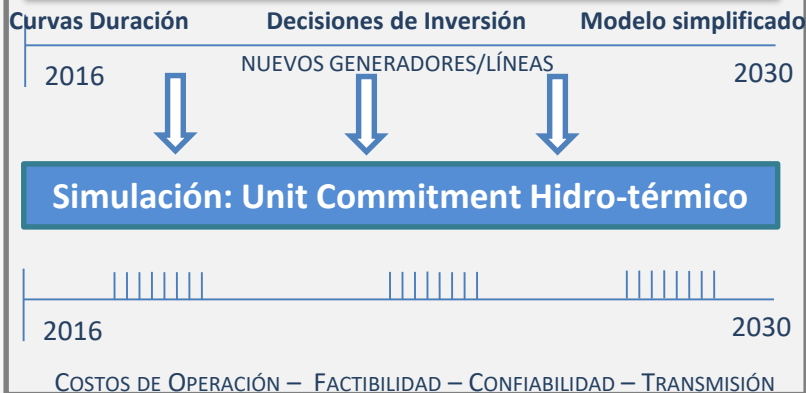 Curvas Duración Decisiones de Inversión Modelo simplificado
2016 NUEVOS GENERADORES/LÍNEAS 2030
Simulación: Unit Commitment Hidro-térmico
2016 2030
COSTOS DE OPERACIÓN – FACTIBILIDAD – CONFIABILIDAD – TRANSMISIÓN